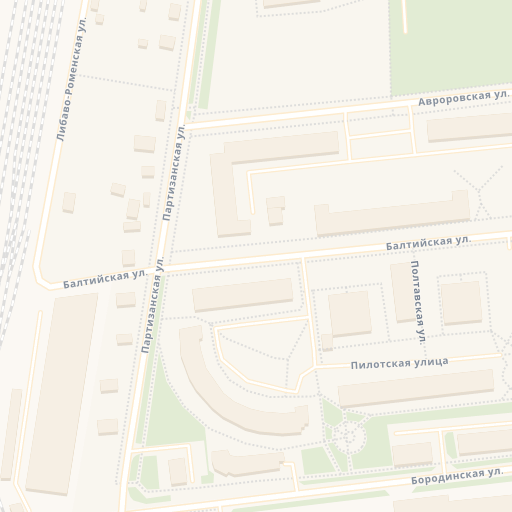 Либаво-Роменская ул.
Авроровская ул.
Партизанская ул.
Балтийская ул.
Балтийская ул.
Партизанская ул.
Полтавская ул.
Пилотская улица
Бородинская ул.